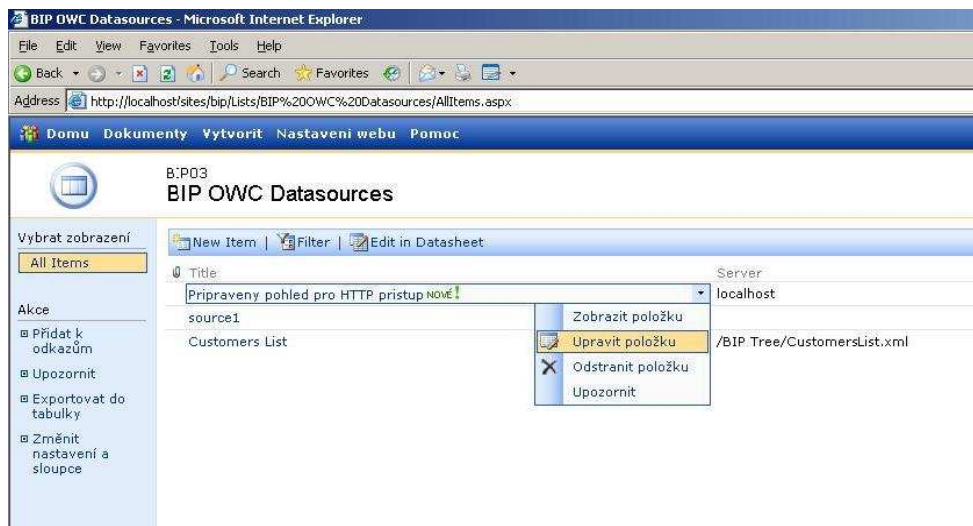 BIP OWC Datasources - Microsoft Internet Explorer
File Edit View Favorites Tools Help
Back Search Favorites
Address http://localhost/sites/bip/Lists/BIP%20OWC%20Datasources/AllItems.aspx
Domu Dokumenty Vytvorit Nastaveni webu Pomoc
BIP03
BIP OWC Datasources
Vybrat zobrazení
All Items
Akce
Přidat k
odkazům
Upozornit
Exportovat do
tabulky
Změnit
nastavení a
sloupce
New Item | Filter | Edit in Datasheet
Title Server
Pripraveny pohled pro HTTP pristup NOVÉ! localhost
source1
Customers List /BIP Tree/CustomersList.xml
Zobrazit položku
Upravit položku
Odstranit položku
Upozornit